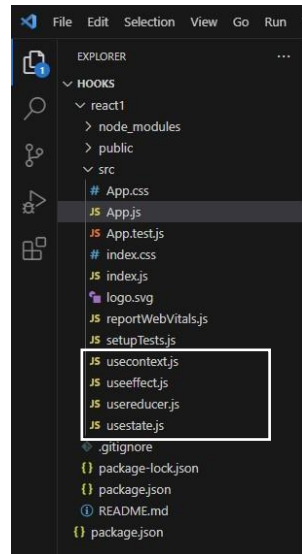 File Edit Selection View Go Run
EXPLORER ...
HOOKS
react1
node_modules
public
src
# App.css
JS App.js
JS App.test.js
# index.css
JS index.js
logo.svg
JS reportWebVitals.js
JS setupTests.js
JS usecontext.js
JS useeffect.js
JS usereducer.js
JS usestate.js
.gitignore
{} package-lock.json
{} package.json
README.md
{} package.json
1